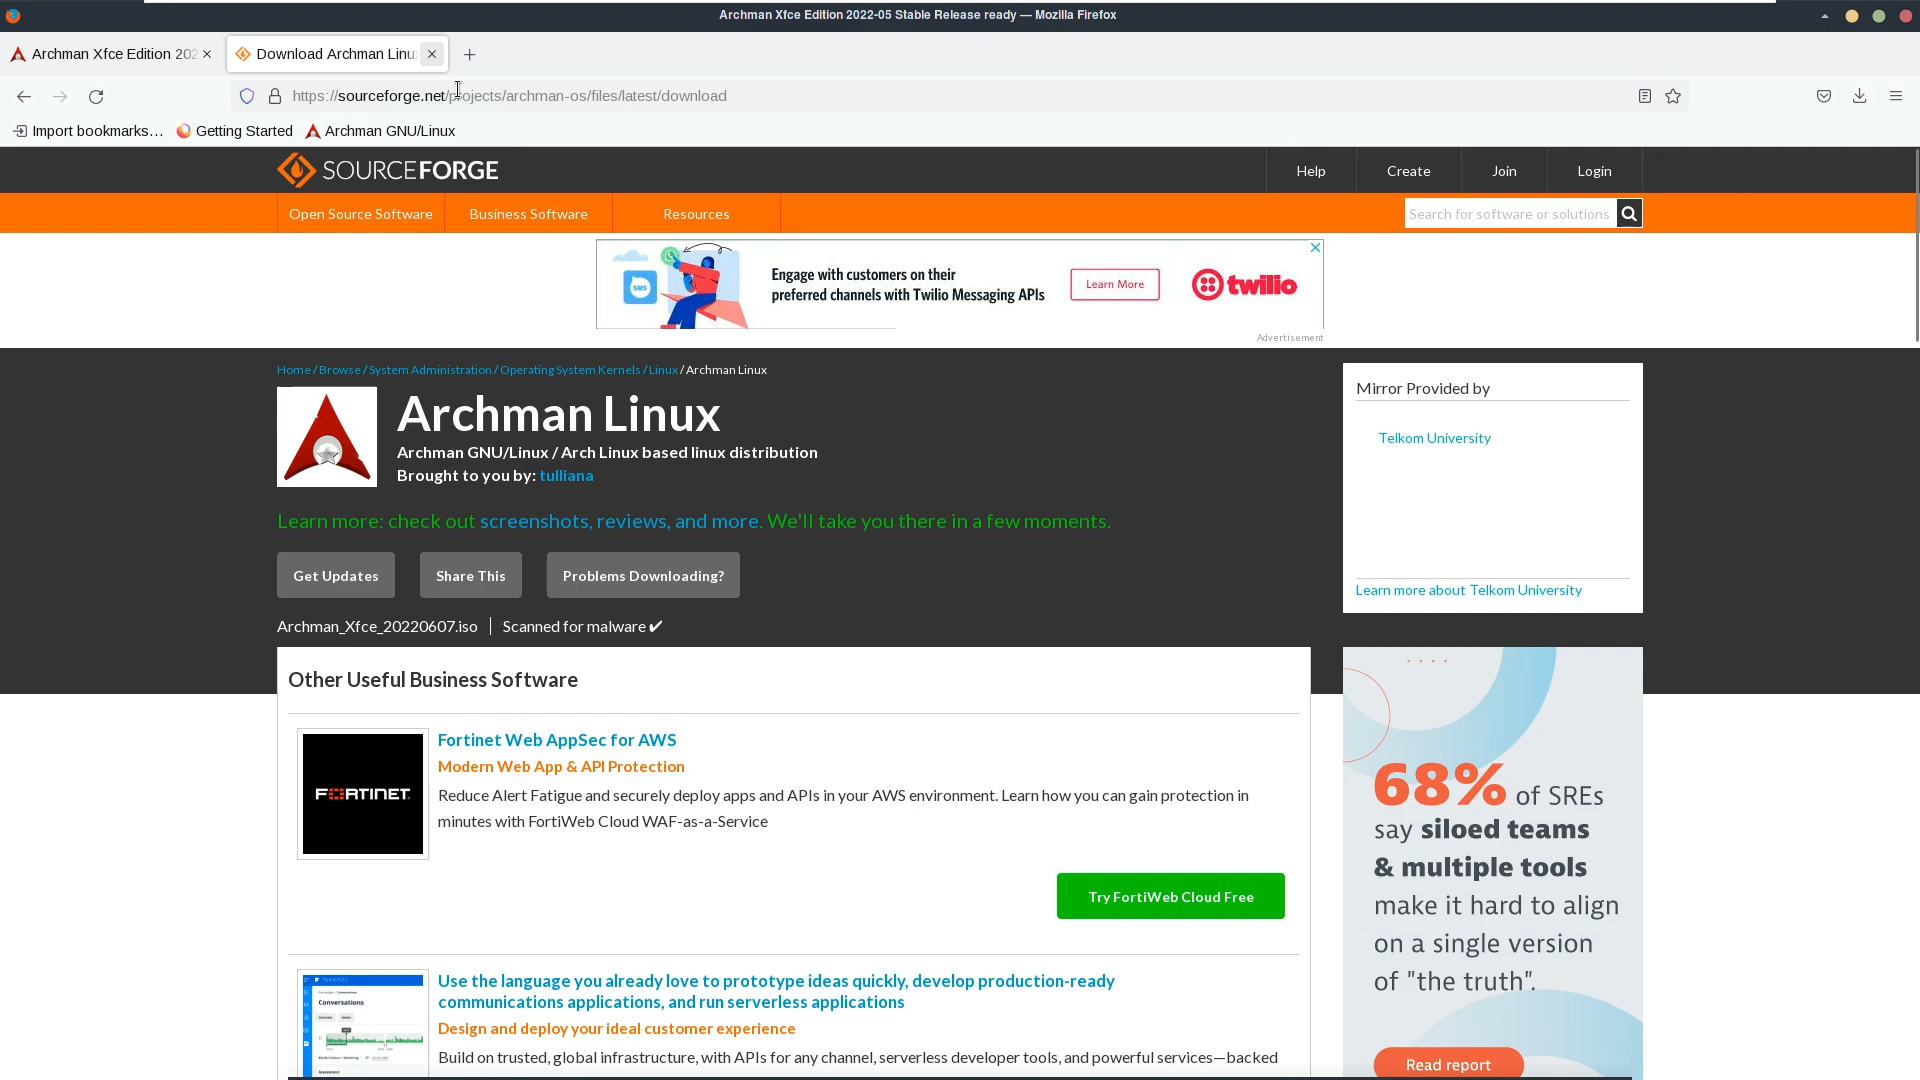 Archman Xfce Edition 2022-05 Stable Release ready — Mozilla Firefox
Archman Xfce Edition 202
Download Archman Linu
https://sourceforge.net/projects/archman-os/files/latest/download
Import bookmarks…
Getting Started
Archman GNU/Linux
SOURCEFORGE
Help
Create
Join
Login
Open Source Software
Business Software
Resources
Search for software or solutions
SMS
Engage with customers on their
preferred channels with Twilio Messaging APIs
Learn More
twilio
Advertisement
Home / Browse / System Administration / Operating System Kernels / Linux / Archman Linux
Archman Linux
Archman GNU/Linux / Arch Linux based linux distribution
Brought to you by: tulliana
Mirror Provided by
Telkom University
Learn more about Telkom University
Learn more: check out screenshots, reviews, and more. We'll take you there in a few moments.
Get Updates
Share This
Problems Downloading?
Archman_Xfce_20220607.iso
Scanned for malware ✔
Other Useful Business Software
FORTINET
Fortinet Web AppSec for AWS
Modern Web App & API Protection
Reduce Alert Fatigue and securely deploy apps and APIs in your AWS environment. Learn how you can gain protection in
minutes with FortiWeb Cloud WAF-as-a-Service
Try FortiWeb Cloud Free
Conversations
Use the language you already love to prototype ideas quickly, develop production-ready
communications applications, and run serverless applications
Design and deploy your ideal customer experience
Build on trusted, global infrastructure, with APIs for any channel, serverless developer tools, and powerful services—backed
68% of SREs
say siloed teams
& multiple tools
make it hard to align
on a single version
of "the truth".
Read report